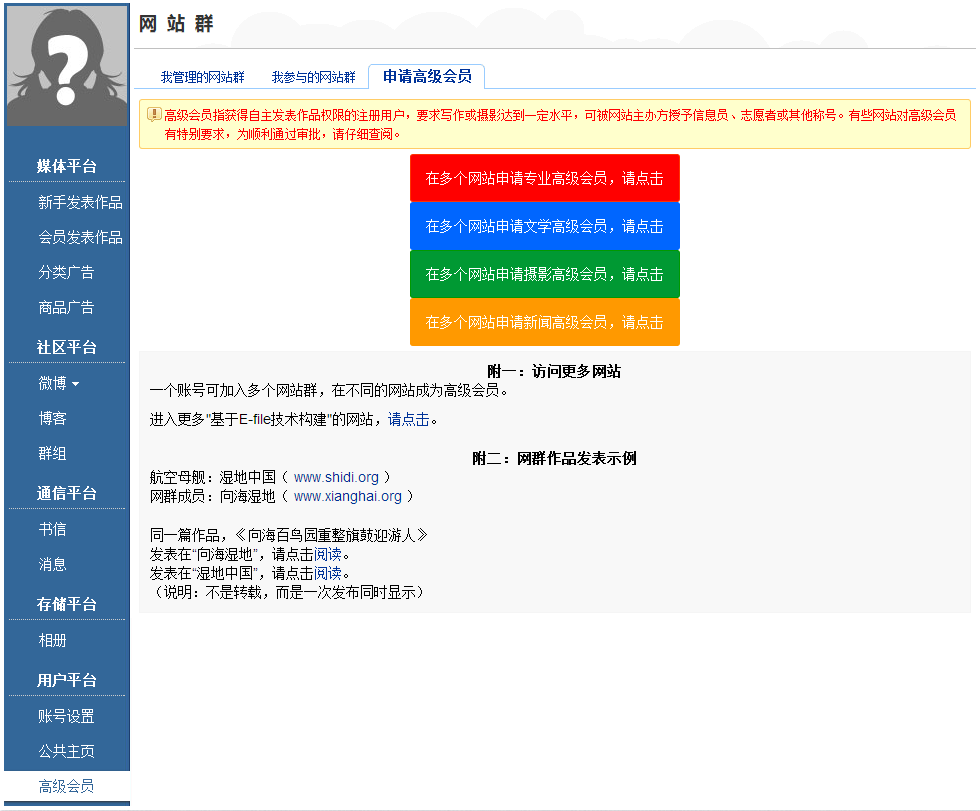 网 站 群
我管理的网站群
我参与的网站群
申请高级会员
高级会员指获得自主发表作品权限的注册用户，要求写作或摄影达到一定水平，可被网站主办方授予信息员、志愿者或其他称号。有些网站对高级会员
有特别要求，为顺利通过审批，请仔细查阅。
媒体平台
新手发表作品
会员发表作品
分类广告
商品广告
社区平台
微博
博客
群组
通信平台
书信
消息
存储平台
相册
用户平台
账号设置
公共主页
高级会员
在多个网站申请专业高级会员，请点击
在多个网站申请文学高级会员，请点击
在多个网站申请摄影高级会员，请点击
在多个网站申请新闻高级会员，请点击
附一：访问更多网站
一个账号可加入多个网站群，在不同的网站成为高级会员。
进入更多"基于E-file技术构建"的网站，请点击。
附二：网群作品发表示例
航空母舰：湿地中国（ www.shidi.org ）
网群成员：向海湿地（ www.xianghai.org ）
同一篇作品，《向海百鸟园重整旗鼓迎游人》
发表在“向海湿地”，请点击阅读。
发表在“湿地中国”，请点击阅读。
（说明：不是转载，而是一次发布同时显示）